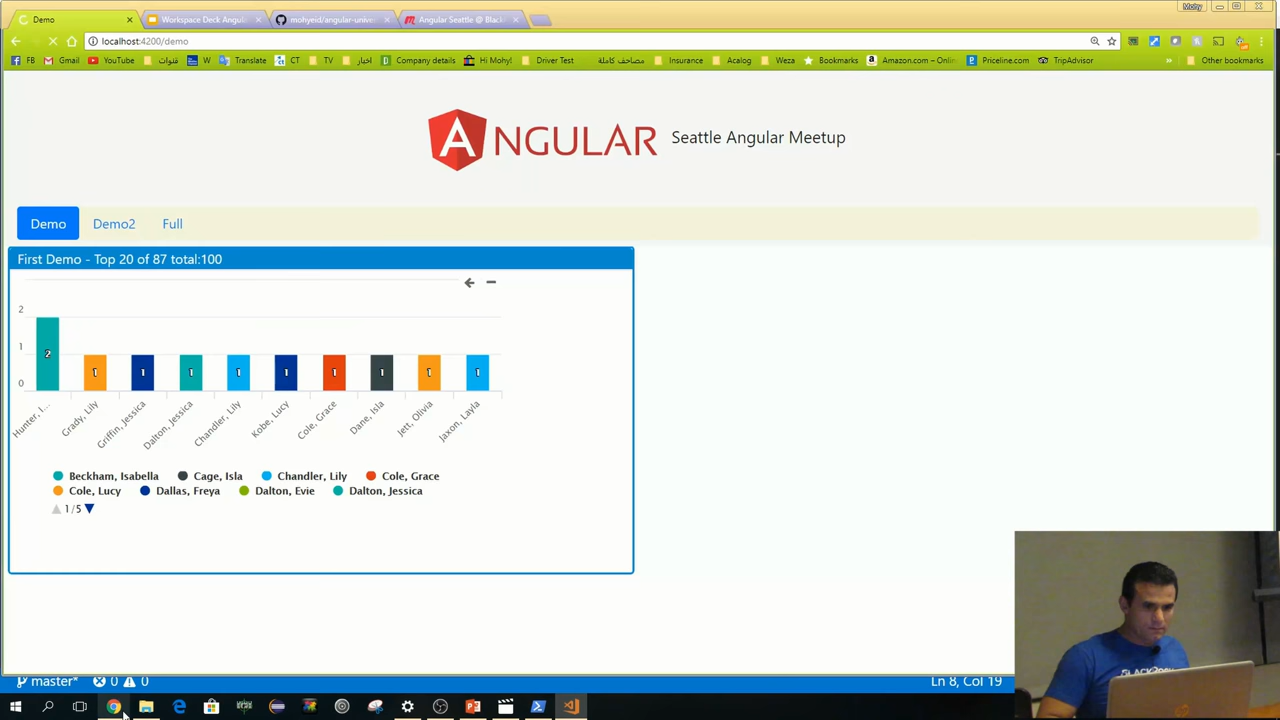 Demo
Workspace Deck Angul
mohyeid/angular-unive
Angular Seattle @ Black
Mohy
localhost:4200/demo
FB Gmail YouTube قنوات W Translate CT TV اخبار Company details Hi Mohy! Driver Test مصاحف كاملة Insurance Acalog Weza Bookmarks Amazon.com – Onli Priceline.com TripAdvisor » Other bookmarks
ANGULAR Seattle Angular Meetup
Demo Demo2 Full
First Demo - Top 20 of 87 total:100
2
1
0
2 1 1 1 1 1 1 1 1 1
Hunter, I...
Grady, Lily
Griffin, Jessica
Dalton, Jessica
Chandler, Lily
Kobe, Lucy
Cole, Grace
Dane, Isla
Jett, Olivia
Jaxon, Layla
Beckham, Isabella Cage, Isla Chandler, Lily Cole, Grace
Cole, Lucy Dallas, Freya Dalton, Evie Dalton, Jessica
1/5
master* 0 0 Ln 8, Col 19